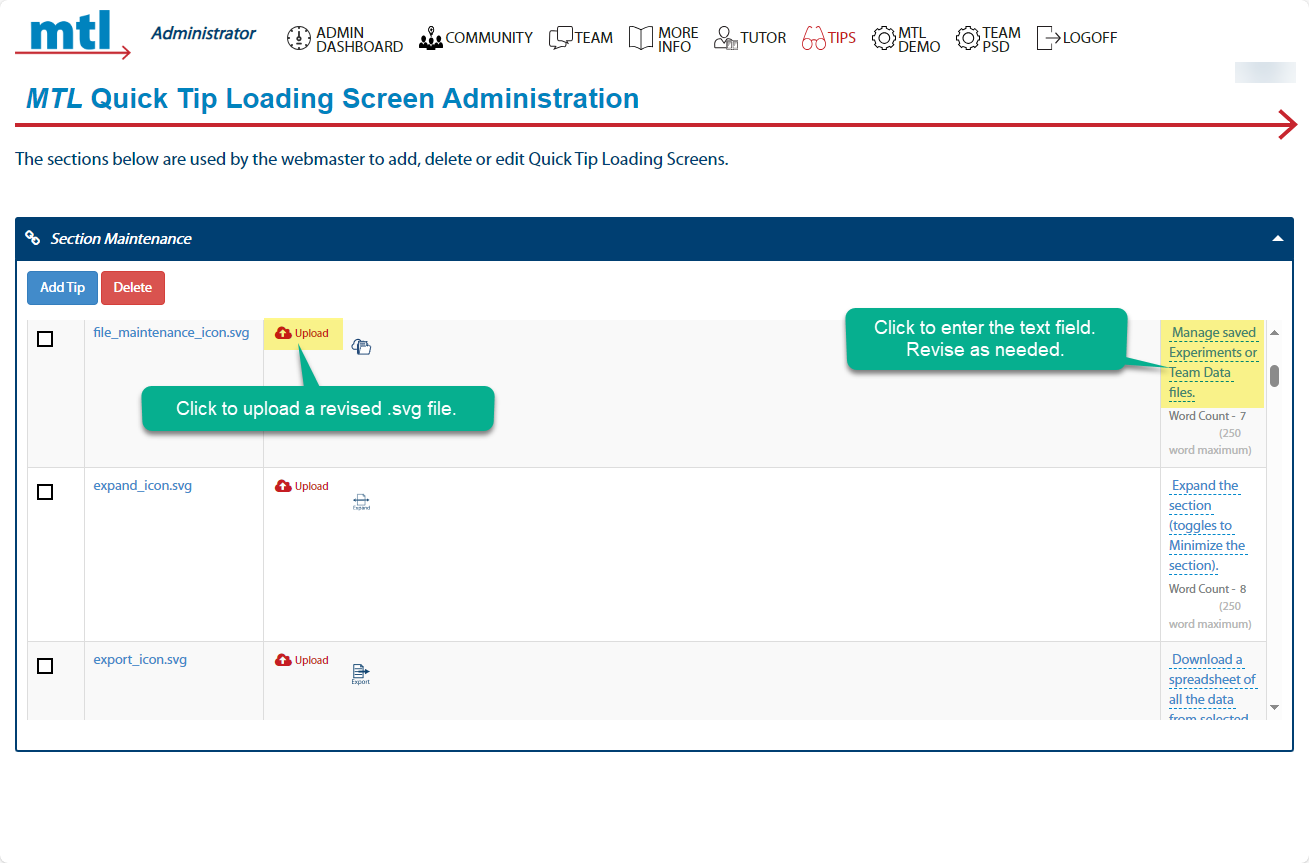 mtl
Administrator
ADMIN
DASHBOARD
COMMUNITY
TEAM
MORE
INFO
TUTOR
TIPS
MTL
DEMO
TEAM
PSD
LOGOFF
MTL Quick Tip Loading Screen Administration
The sections below are used by the webmaster to add, delete or edit Quick Tip Loading Screens.
Section Maintenance
Add Tip
Delete
file_maintenance_icon.svg
Upload
Click to upload a revised .svg file.
Click to enter the text field.
Revise as needed.
Manage saved
Experiments or
Team Data
files.
Word Count - 7
(250
word maximum)
expand_icon.svg
Upload
Expand
Expand the
section
(toggles to
Minimize the
section).
Word Count - 8
(250
word maximum)
export_icon.svg
Upload
Export
Download a
spreadsheet of
all the data
from selected